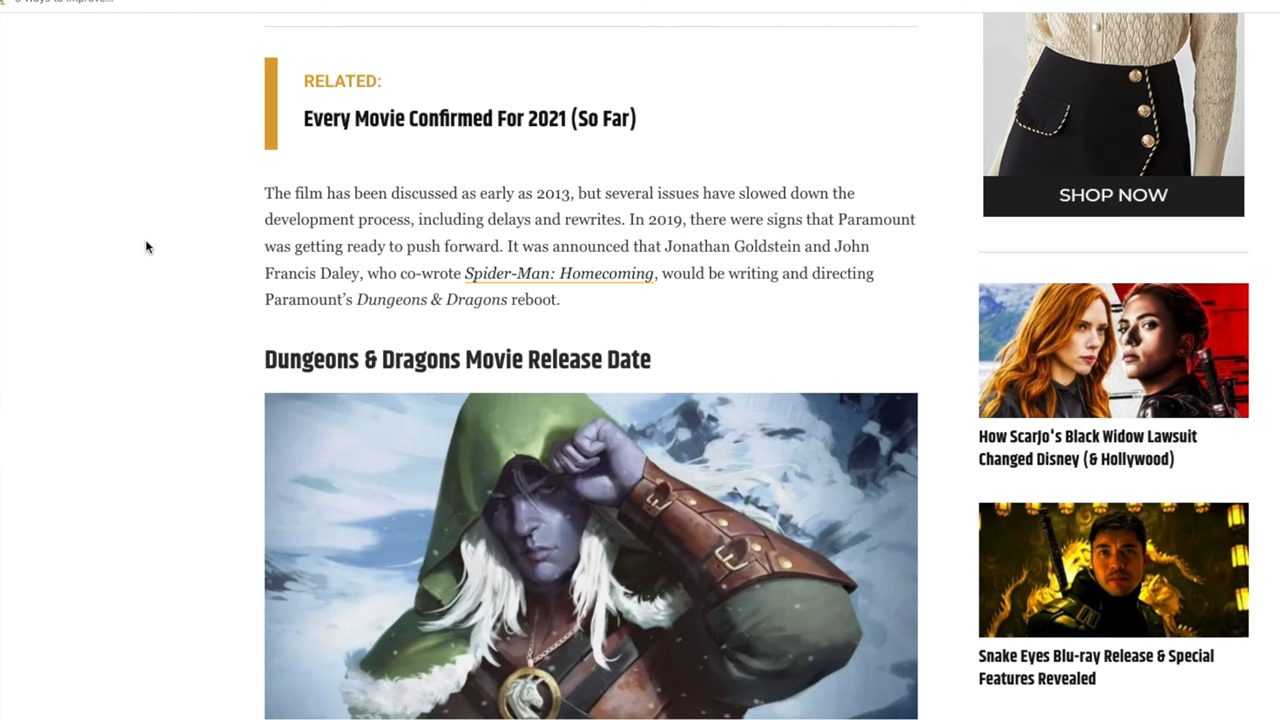 RELATED:
Every Movie Confirmed For 2021 (So Far)
The film has been discussed as early as 2013, but several issues have slowed down the
development process, including delays and rewrites. In 2019, there were signs that Paramount
was getting ready to push forward. It was announced that Jonathan Goldstein and John
Francis Daley, who co-wrote Spider-Man: Homecoming, would be writing and directing
Paramount’s Dungeons & Dragons reboot.
Dungeons & Dragons Movie Release Date
SHOP NOW
How ScarJo's Black Widow Lawsuit
Changed Disney (& Hollywood)
Snake Eyes Blu-ray Release & Special
Features Revealed